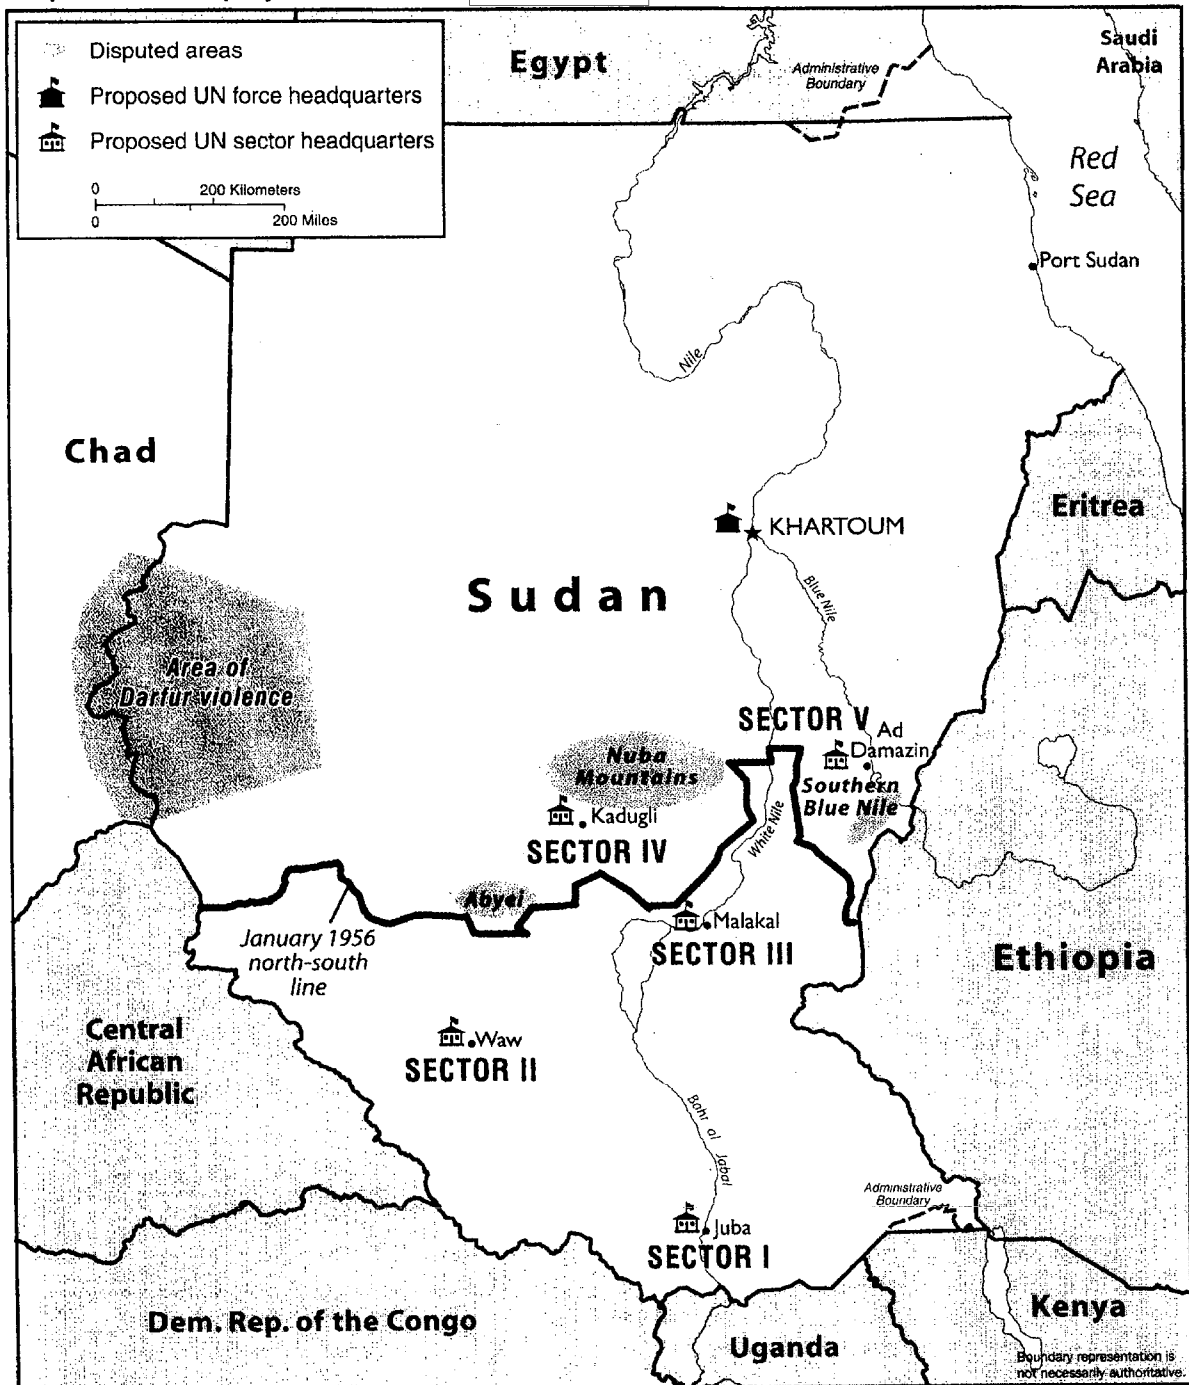 Disputed areas
Proposed UN force headquarters
Proposed UN sector headquarters
0
200 Kilometers
0
200 Miles
Egypt
Administrative
Boundary
Saudi
Arabia
Red
Sea
Port Sudan
Nile
Chad
Eritrea
KHARTOUM
Sudan
Blue Nile
Area of
Darfur violence
SECTOR V
Ad
Damazin
Nuba
Mountains
Southern
Blue Nile
Kadugli
White Nile
SECTOR IV
Abyei
January 1956
north-south
line
Malakal
SECTOR III
Ethiopia
Central
African
Republic
Waw
SECTOR II
Bahr al Jabal
Administrative
Boundary
Juba
SECTOR I
Dem. Rep. of the Congo
Uganda
Kenya
Boundary representation is
not necessarily authoritative.